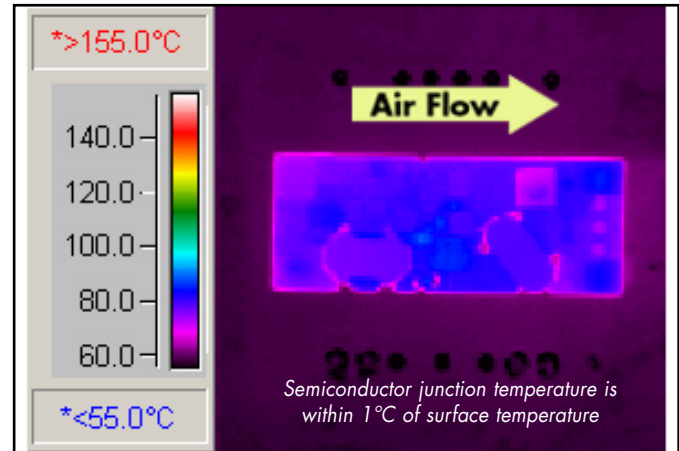 *>155.0°C
140.0
120.0
100.0
80.0
60.0
*<55.0°C
Air Flow
Semiconductor junction temperature is
within 1°C of surface temperature